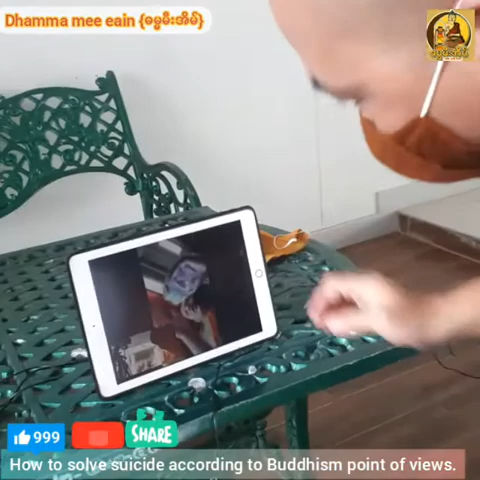 Dhamma mee eain {ဓမ္မမီးအိမ်}
999
SHARE
How to solve suicide according to Buddhism point of views.